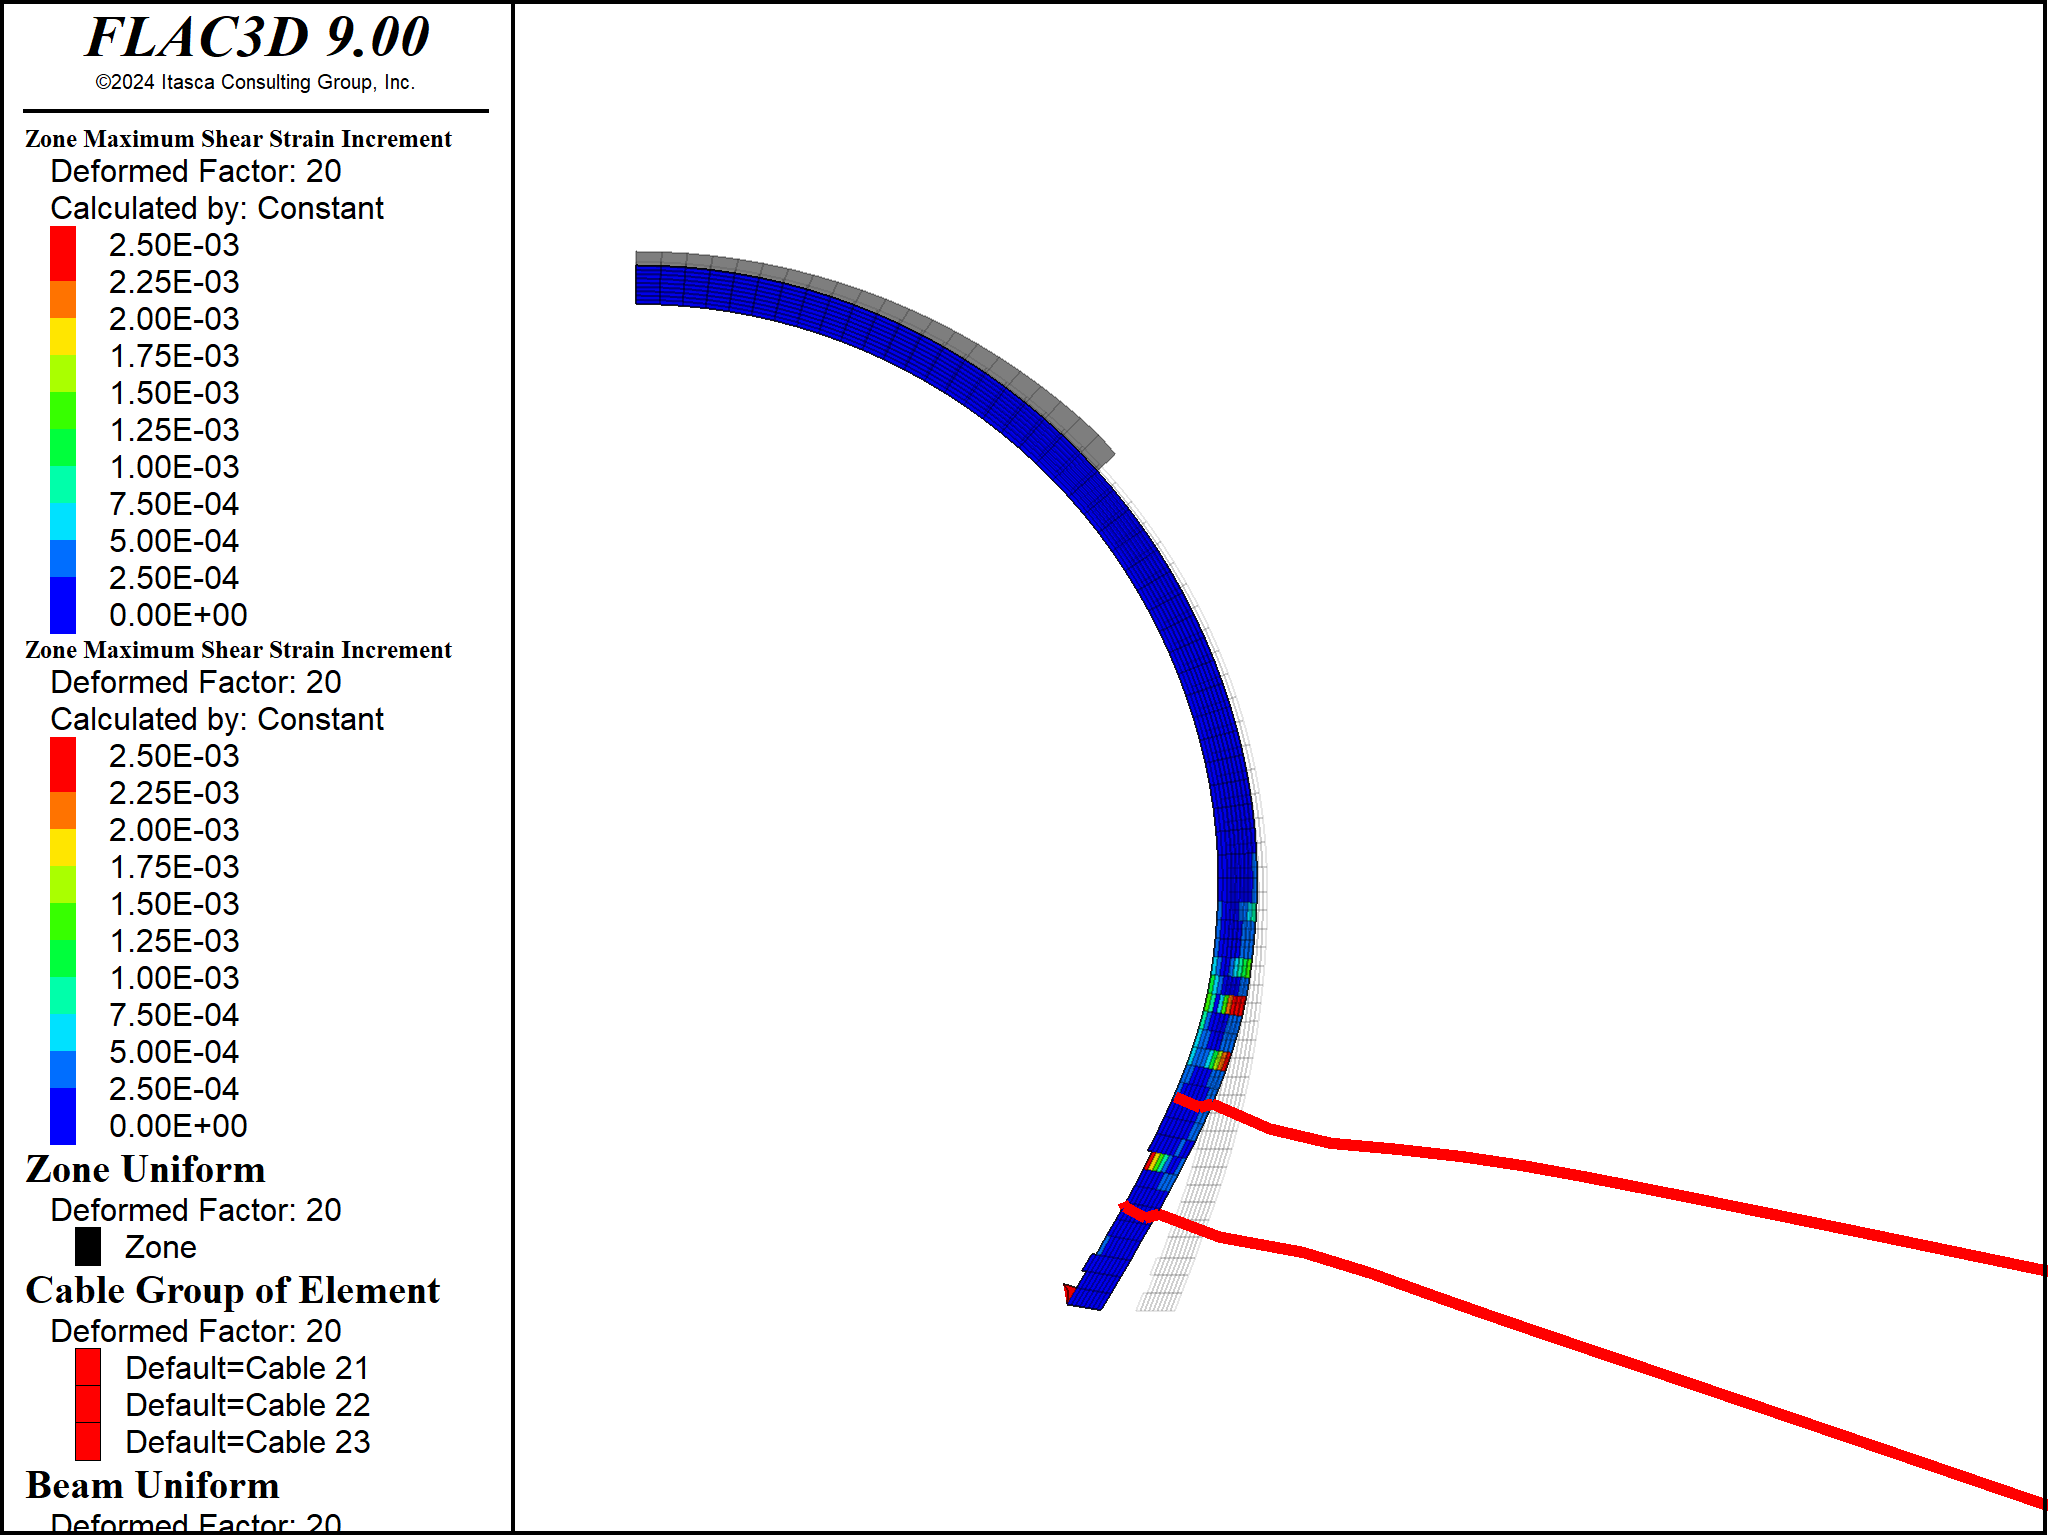 FLAC3D 9.00
©2024 Itasca Consulting Group, Inc.
Zone Maximum Shear Strain Increment
Deformed Factor: 20
Calculated by: Constant
2.50E-03
2.25E-03
2.00E-03
1.75E-03
1.50E-03
1.25E-03
1.00E-03
7.50E-04
5.00E-04
2.50E-04
0.00E+00
Zone Maximum Shear Strain Increment
Deformed Factor: 20
Calculated by: Constant
2.50E-03
2.25E-03
2.00E-03
1.75E-03
1.50E-03
1.25E-03
1.00E-03
7.50E-04
5.00E-04
2.50E-04
0.00E+00
Zone Uniform
Deformed Factor: 20
Zone
Cable Group of Element
Deformed Factor: 20
Default=Cable 21
Default=Cable 22
Default=Cable 23
Beam Uniform
Deformed Factor: 20